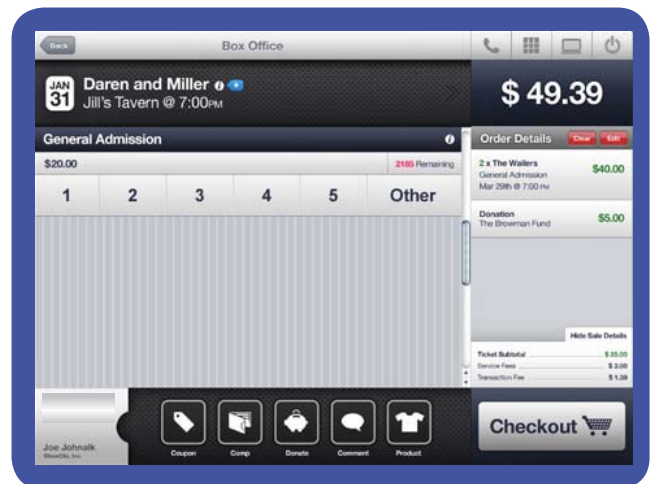 Back
Box Office
JAN
31
Daren and Miller
Jill's Tavern @ 7:00PM
$ 49.39
General Admission
$20.00
2185 Remaining
1 2 3 4 5 Other
Order Details
Clear
Edit
2 x The Wailers
$40.00
General Admission
Mar 29th @ 7:00 PM
Donation
$5.00
The Browman Fund
Hide Sale Details
Ticket Subtotal
Service Fees $ 3.00
Transaction Fee $ 1.39
Joe Johnalk
Coupon
Comp
Donate
Comment
Product
Checkout